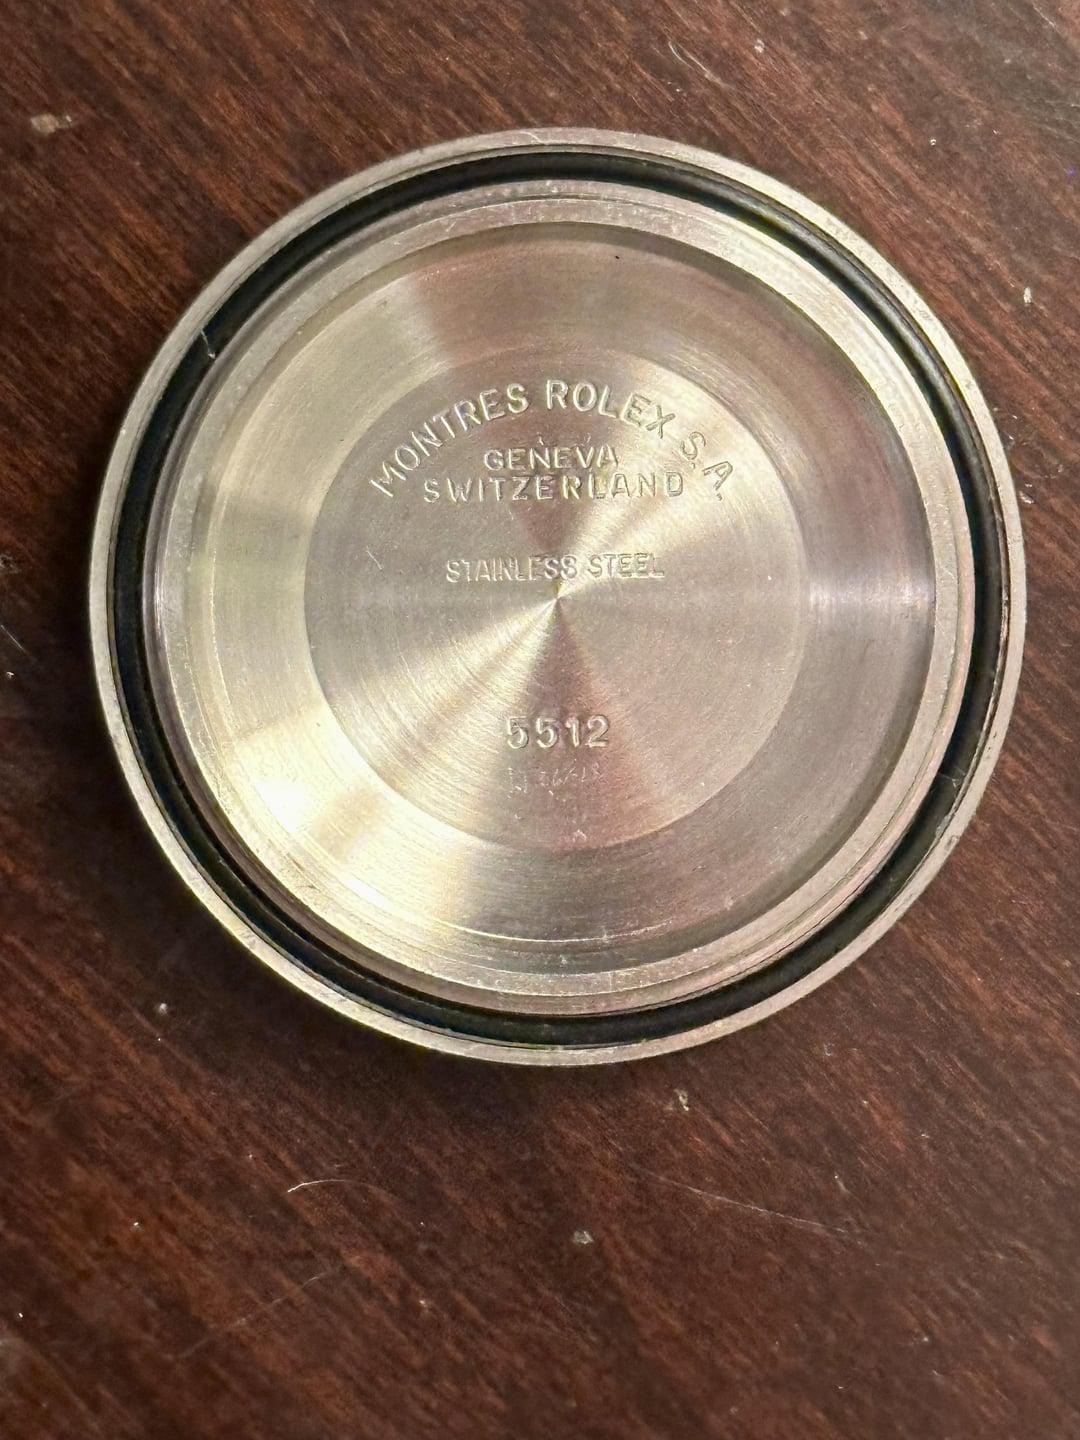 MONTRES ROLEX S.A.
GENEVA
SWITZERLAND
STAINLESS STEEL
5512